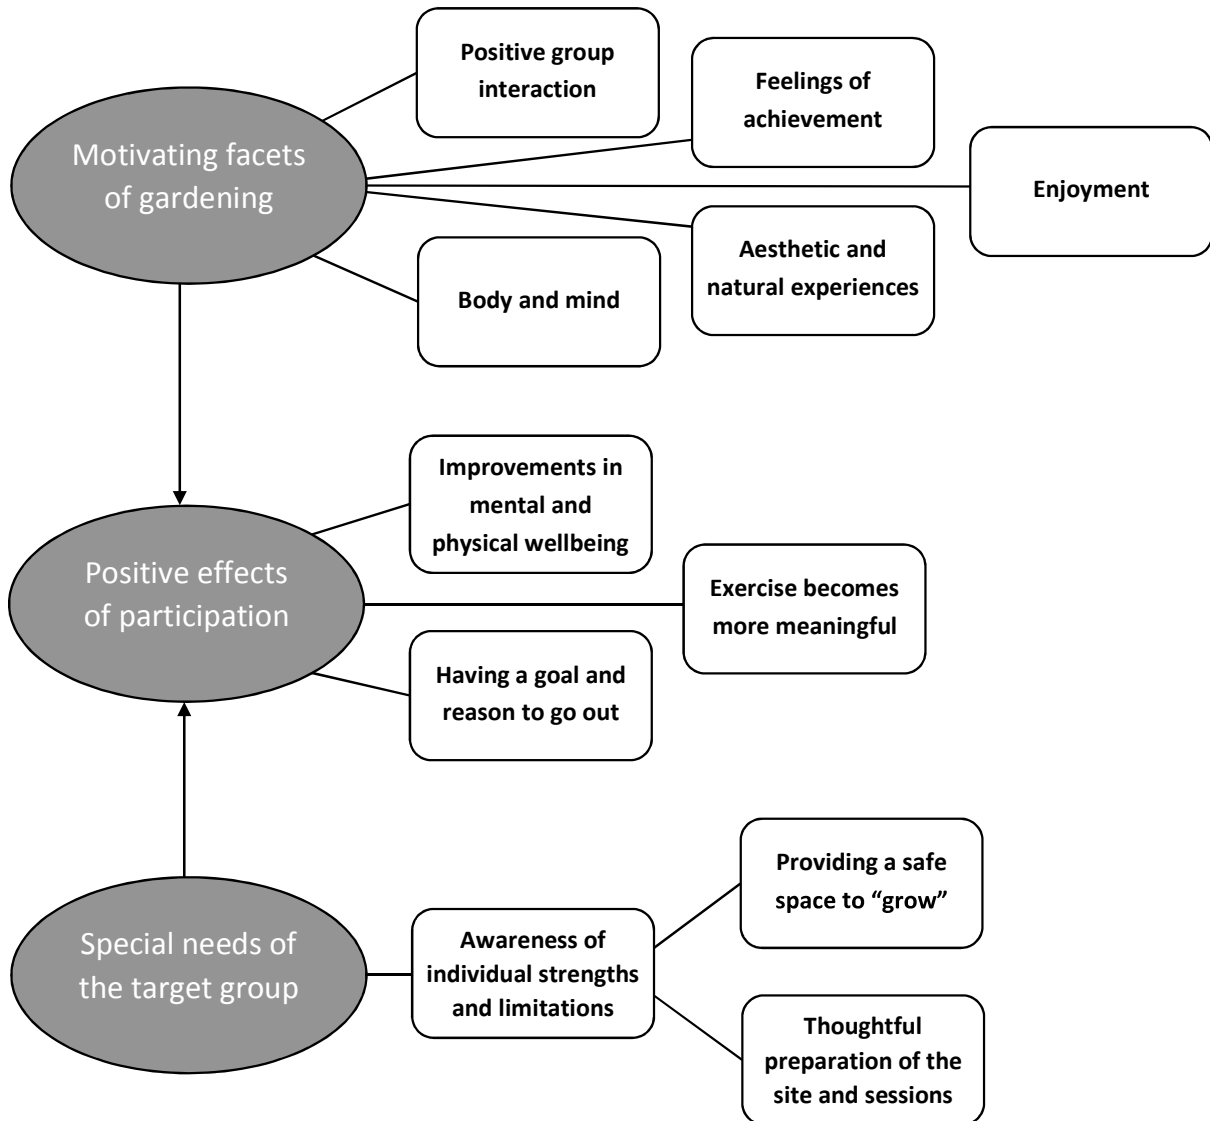 Motivating facets
of gardening
Positive group
interaction
Feelings of
achievement
Enjoyment
Aesthetic and
natural experiences
Body and mind
Positive effects
of participation
Improvements in
mental and
physical wellbeing
Exercise becomes
more meaningful
Having a goal and
reason to go out
Special needs of
the target group
Awareness of
individual strengths
and limitations
Providing a safe
space to “grow”
Thoughtful
preparation of the
site and sessions